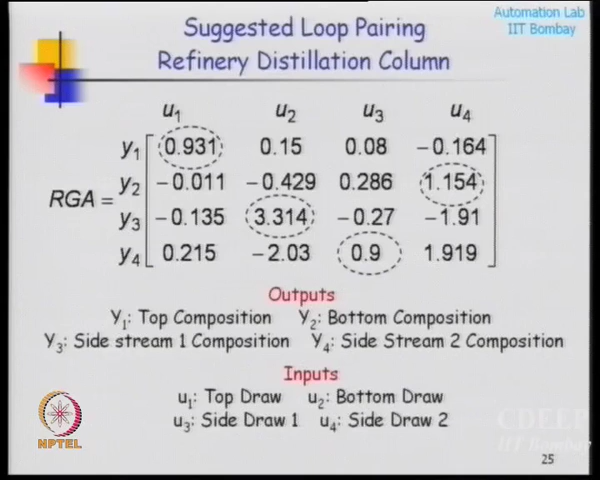 Automation Lab
IIT Bombay
Suggested Loop Pairing
Refinery Distillation Column
u1 u2 u3 u4
y1 0.931 0.15 0.08 −0.164
y2 −0.011 −0.429 0.286 1.154
RGA =
y3 −0.135 3.314 −0.27 −1.91
y4 0.215 −2.03 0.9 1.919
Outputs
Y1: Top Composition Y2: Bottom Composition
Y3: Side stream 1 Composition Y4: Side Stream 2 Composition
Inputs
u1: Top Draw u2: Bottom Draw
u3: Side Draw 1 u4: Side Draw 2
NPTEL
CDEEP
IIT Bombay
25